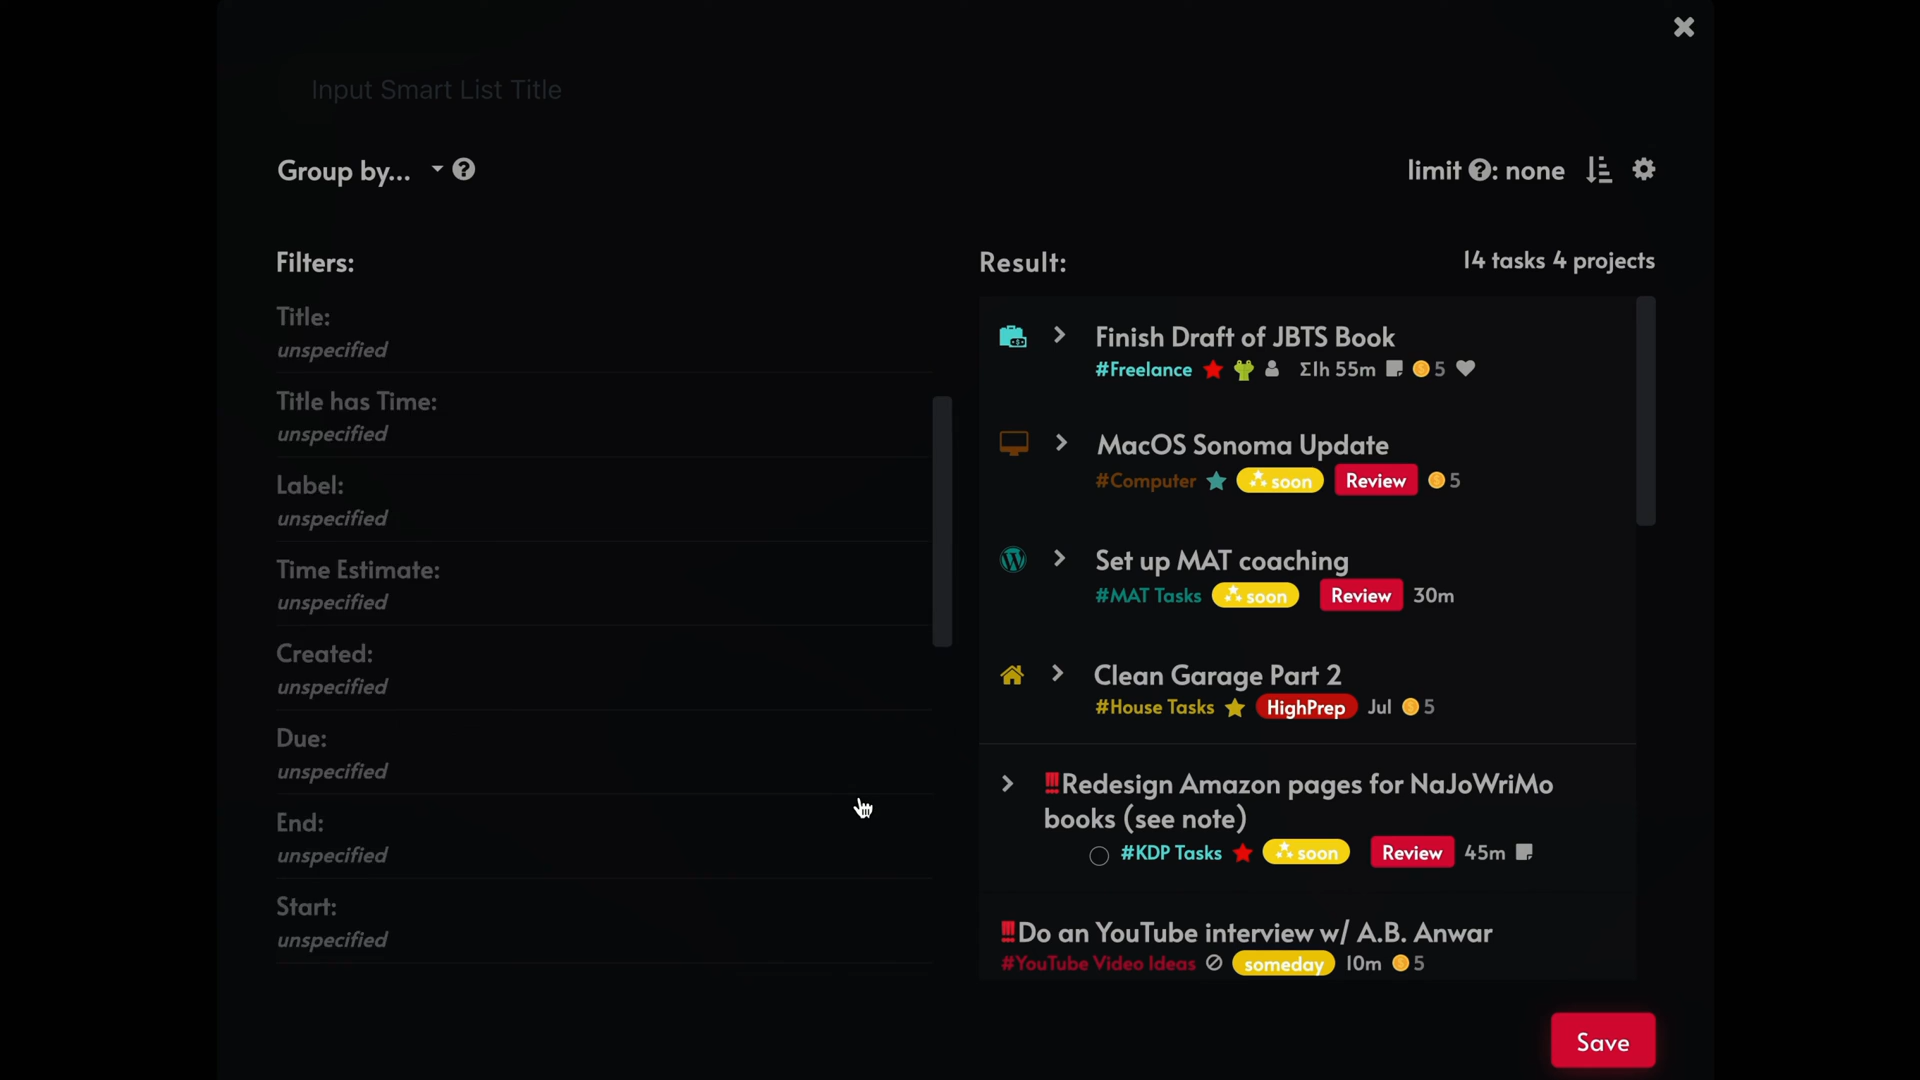 Input Smart List Title
Group by...
limit : none
Filters:
Result:
14 tasks 4 projects
Title:
unspecified
Title has Time:
unspecified
Label:
unspecified
Time Estimate:
unspecified
Created:
unspecified
Due:
unspecified
End:
unspecified
Start:
unspecified
Finish Draft of JBTS Book
#Freelance Σ1h 55m 5
MacOS Sonoma Update
#Computer soon Review 5
Set up MAT coaching
#MAT Tasks soon Review 30m
Clean Garage Part 2
#House Tasks HighPrep Jul 5
!!!Redesign Amazon pages for NaJoWriMo
books (see note)
#KDP Tasks soon Review 45m
!!!Do an YouTube interview w/ A.B. Anwar
#YouTube Video Ideas someday 10m 5
Save